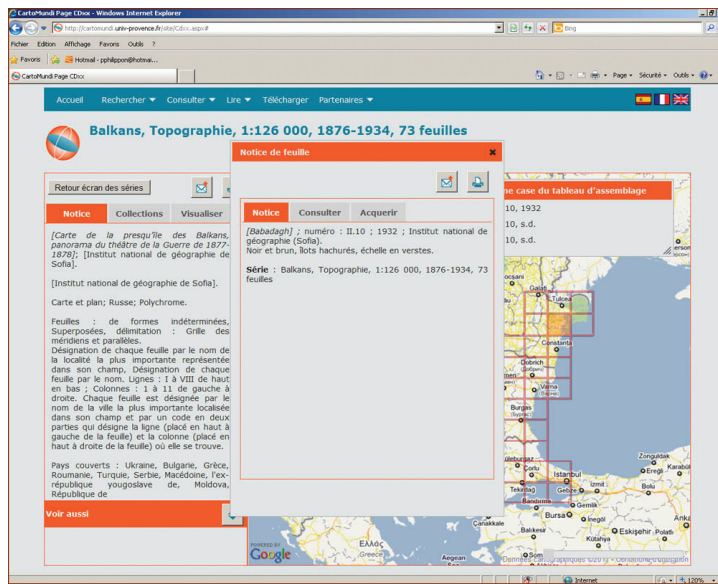 CartoMundi Page CDxx - Windows Internet Explorer
http://cartomundi.univ-provence.fr/site/Cdxx.aspx#
Bing
Fichier Edition Affichage Favoris Outils ?
Favoris Hotmail - pphilippon@hotmai...
CartoMundi Page CDxx
Page Sécurité Outils
Accueil Rechercher Consulter Lire Télécharger Partenaires
Balkans, Topographie, 1:126 000, 1876-1934, 73 feuilles
Retour écran des séries
Notice Collections Visualiser
[Carte de la presqu'île des Balkans,
panorama du théâtre de la Guerre de 1877-
1878]; [Institut national de géographie de
Sofia].
[Institut national de géographie de Sofia].
Carte et plan; Russe; Polychrome.
Feuilles : de formes indéterminées,
Superposées, délimitation : Grille des
méridiens et parallèles.
Désignation de chaque feuille par le nom de
la localité la plus importante représentée
dans son champ, Désignation de chaque
feuille par le nom. Lignes : I à VIII de haut
en bas ; Colonnes : 1 à 11 de gauche à
droite. Chaque feuille est désignée par le
nom de la ville la plus importante localisée
dans son champ et par un code en deux
parties qui désigne la ligne (placé en haut à
gauche de la feuille) et la colonne (placé en
haut à droite de la feuille) où elle se trouve.
Pays couverts : Ukraine, Bulgarie, Grèce,
Roumanie, Turquie, Serbie, Macédoine, l'ex-
république yougoslave de, Moldova,
République de
Voir aussi
Notice de feuille
Notice Consulter Acquerir
[Babadagh] ; numéro : II.10 ; 1932 ; Institut national de
géographie (Sofia).
Noir et brun, îlots hachurés, échelle en verstes.
Série : Balkans, Topographie, 1:126 000, 1876-1934, 73
feuilles
ne case du tableau d'assemblage
10, 1932
10, s.d.
10, s.d.
Galati
Tulcea
Constanta
Dobrich
Varna
Burgas
Corlu
Istanbul
Tekirdag
Gebze
Izmit
Zonguldak
Eregli
Karabük
Bolu
Bandırma
Gemlik
Bursa
Inegöl
Çanakkale
Balıkesir
Eskişehir
Polatlı
Kütahya
Anka
Ελλάς
Greece
Aegean
POWERED BY
Google
Internet
120%